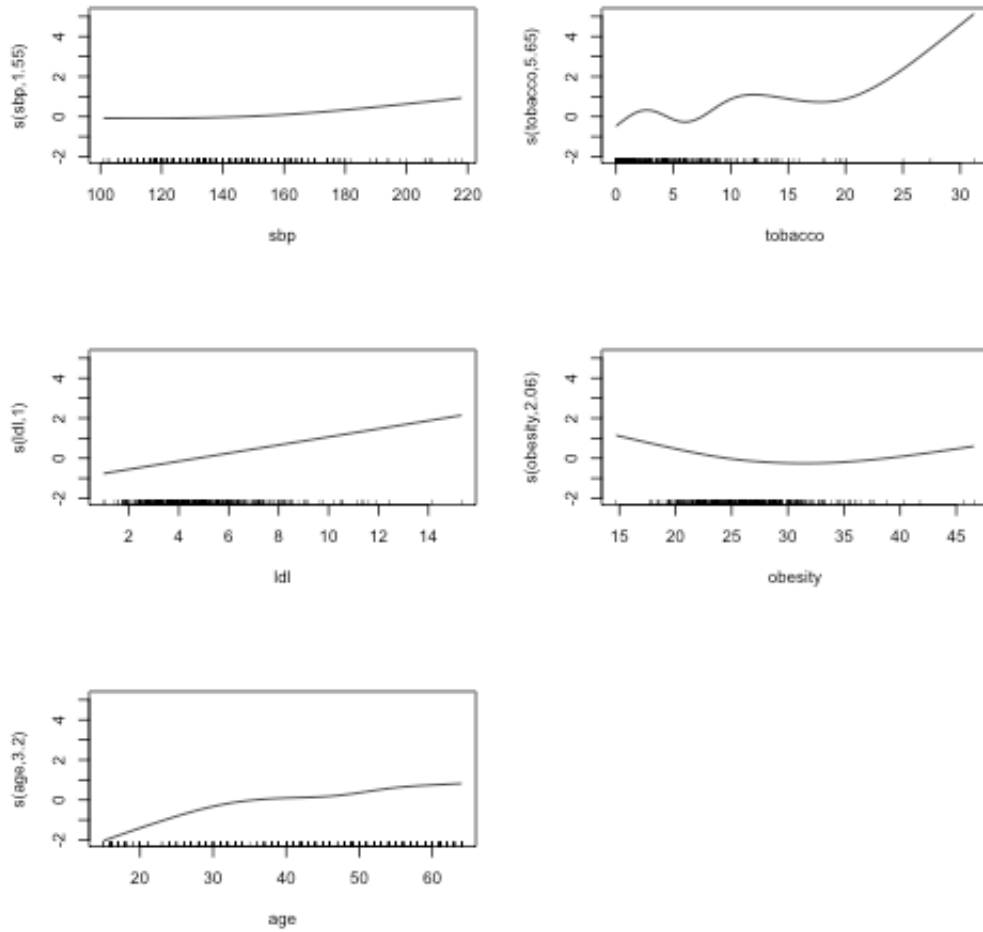 s(sbp,1.55)
4
2
0
-2
100 120 140 160 180 200 220
sbp
s(tobacco,5.65)
4
2
0
-2
0 5 10 15 20 25 30
tobacco
s(ldl,1)
4
2
0
-2
2 4 6 8 10 12 14
ldl
s(obesity,2.06)
4
2
0
-2
15 20 25 30 35 40 45
obesity
s(age,3.2)
4
2
0
-2
20 30 40 50 60
age